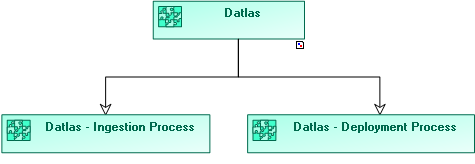 Datlas
Datlas - Ingestion Process
Datlas - Deployment Process